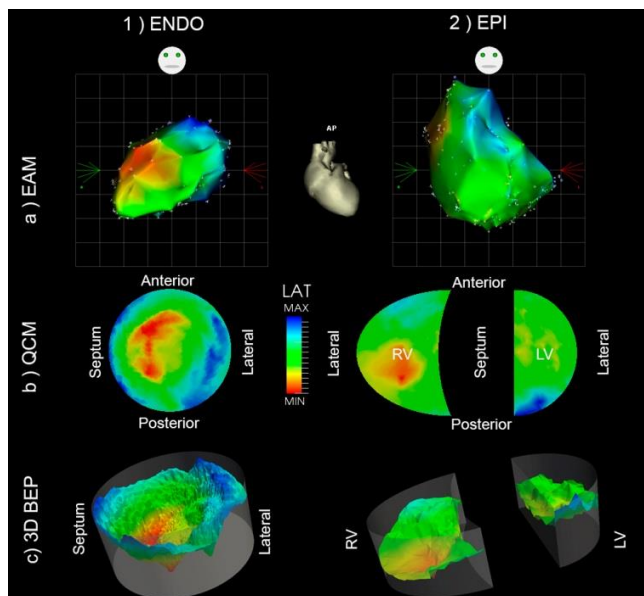 1 ) ENDO
2 ) EPI
a ) EAM
AP
Anterior
Anterior
b ) QCM
Septum
Lateral
LAT
MAX
MIN
Lateral
RV
Septum
LV
Lateral
Posterior
Posterior
c) 3D BEP
Septum
Lateral
RV
LV